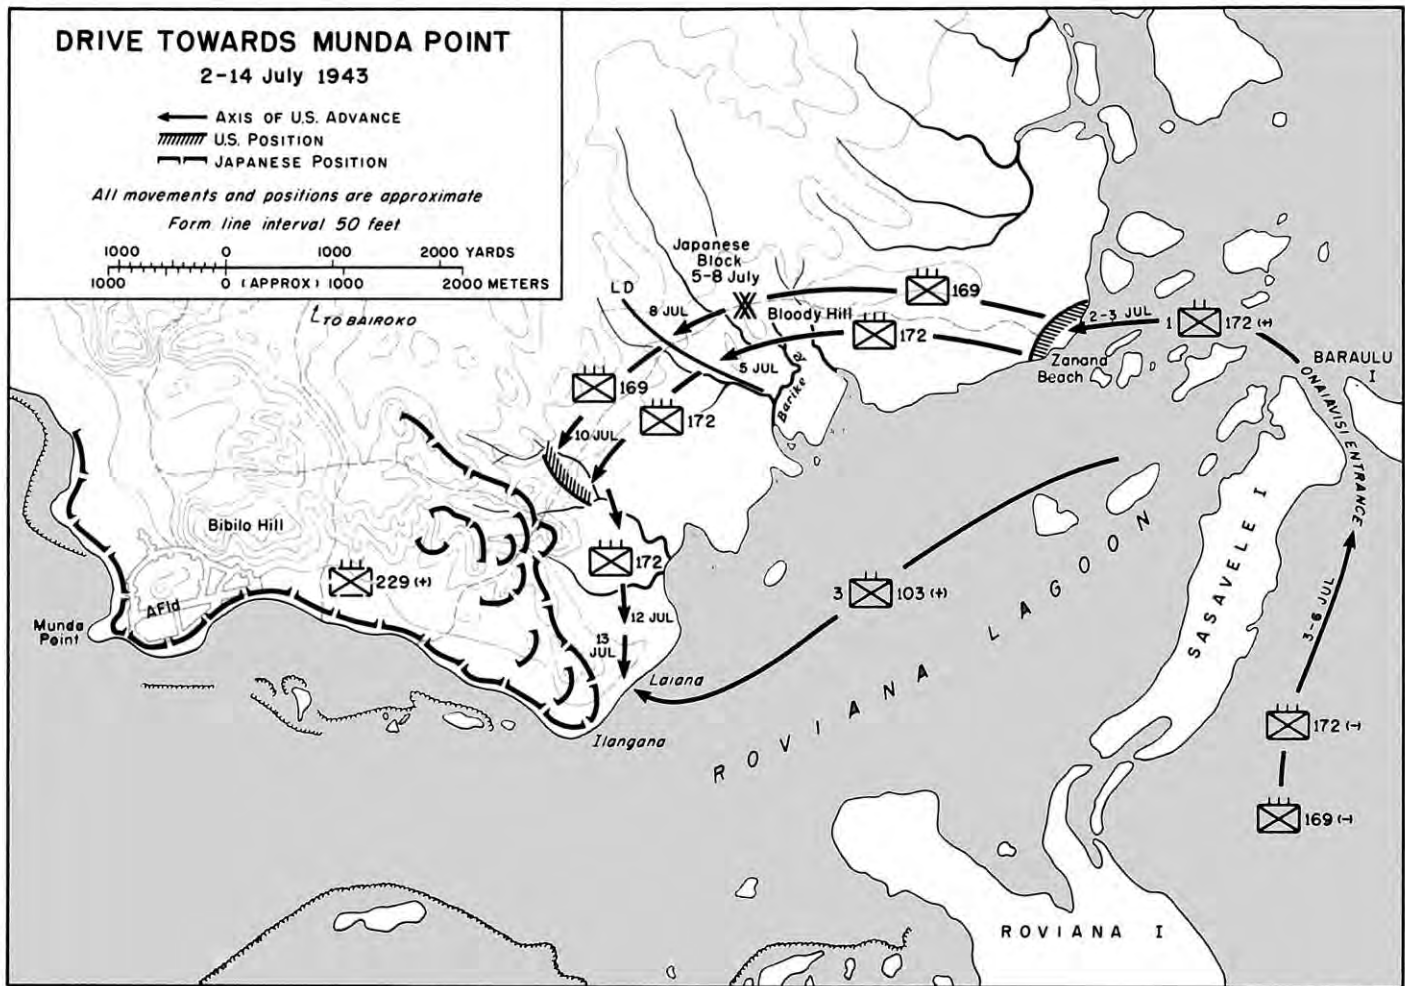 DRIVE TOWARDS MUNDA POINT
2-14 July 1943
AXIS OF U.S. ADVANCE
U.S. POSITION
JAPANESE POSITION
All movements and positions are approximate
Form line interval 50 feet
1000 0 1000 2000 YARDS
1000 0 (APPROX) 1000 2000 METERS
TO BAIROKO
Japanese
Block
5-8 July
LD
8 JUL
Bloody Hill
169
172
5 JUL
Barike R
2-3 JUL
1 172 (+)
Zanand
Beach
BARAULU
I
ONAIAVISI ENTRANCE
169
172
10 JUL
Bibilo Hill
229 (+)
AFld
Munda
Point
172
12 JUL
13
JUL
Laiana
Ilangana
3 103 (+)
ROVIANA LAGOON
SASAVELE I
3-6 JUL
172 (-)
169 (-)
ROVIANA I